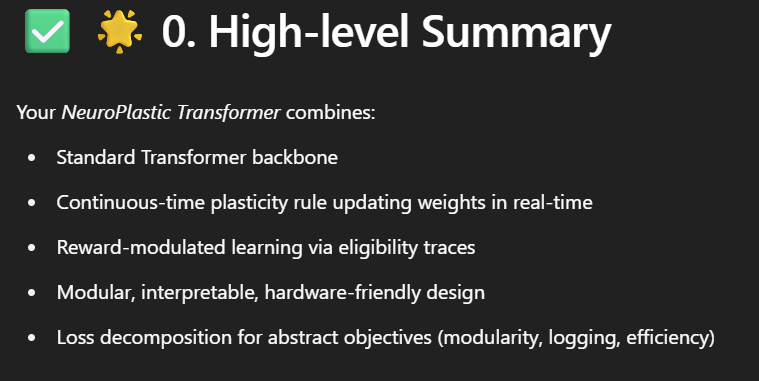 0. High-level Summary
Your NeuroPlastic Transformer combines:
• Standard Transformer backbone
• Continuous-time plasticity rule updating weights in real-time
• Reward-modulated learning via eligibility traces
• Modular, interpretable, hardware-friendly design
• Loss decomposition for abstract objectives (modularity, logging, efficiency)